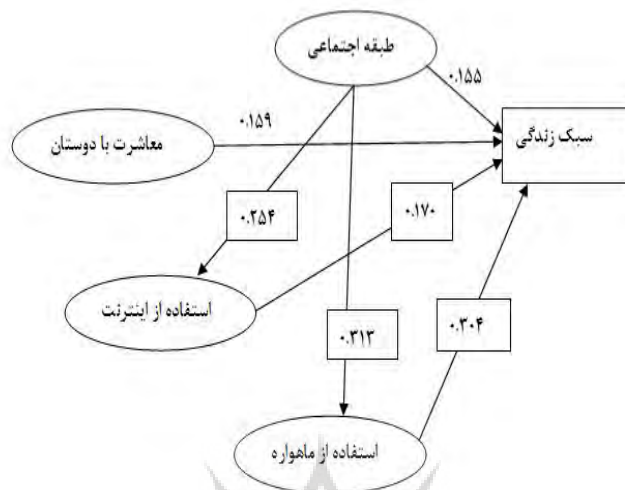 طبقه اجتماعی
۰.۱۵۵
سبک زندگی
۰.۱۵۹
معاشرت با دوستان
۰.۲۵۴
۰.۱۷۰
استفاده از اینترنت
۰.۳۱۳
۰.۳۰۴
استفاده از ماهواره